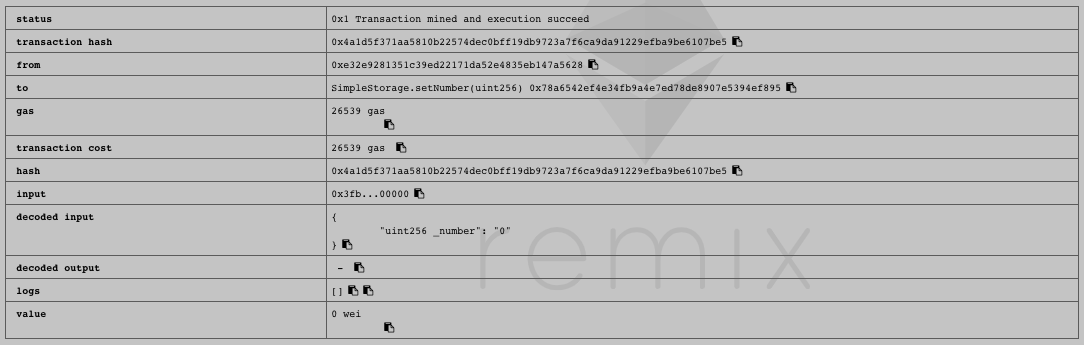 status 0x1 Transaction mined and execution succeed
transaction hash 0x4a1d5f371aa5810b22574dec0bff19db9723a7f6ca9da91229efba9be6107be5
from 0xe32e9281351c39ed22171da52e4835eb147a5628
to SimpleStorage.setNumber(uint256) 0x78a6542ef4e34fb9a4e7ed78de8907e5394ef895
gas 26539 gas
transaction cost 26539 gas
hash 0x4a1d5f371aa5810b22574dec0bff19db9723a7f6ca9da91229efba9be6107be5
input 0x3fb...00000
decoded input {
"uint256 _number": "0"
}
decoded output -
logs []
value 0 wei
remix